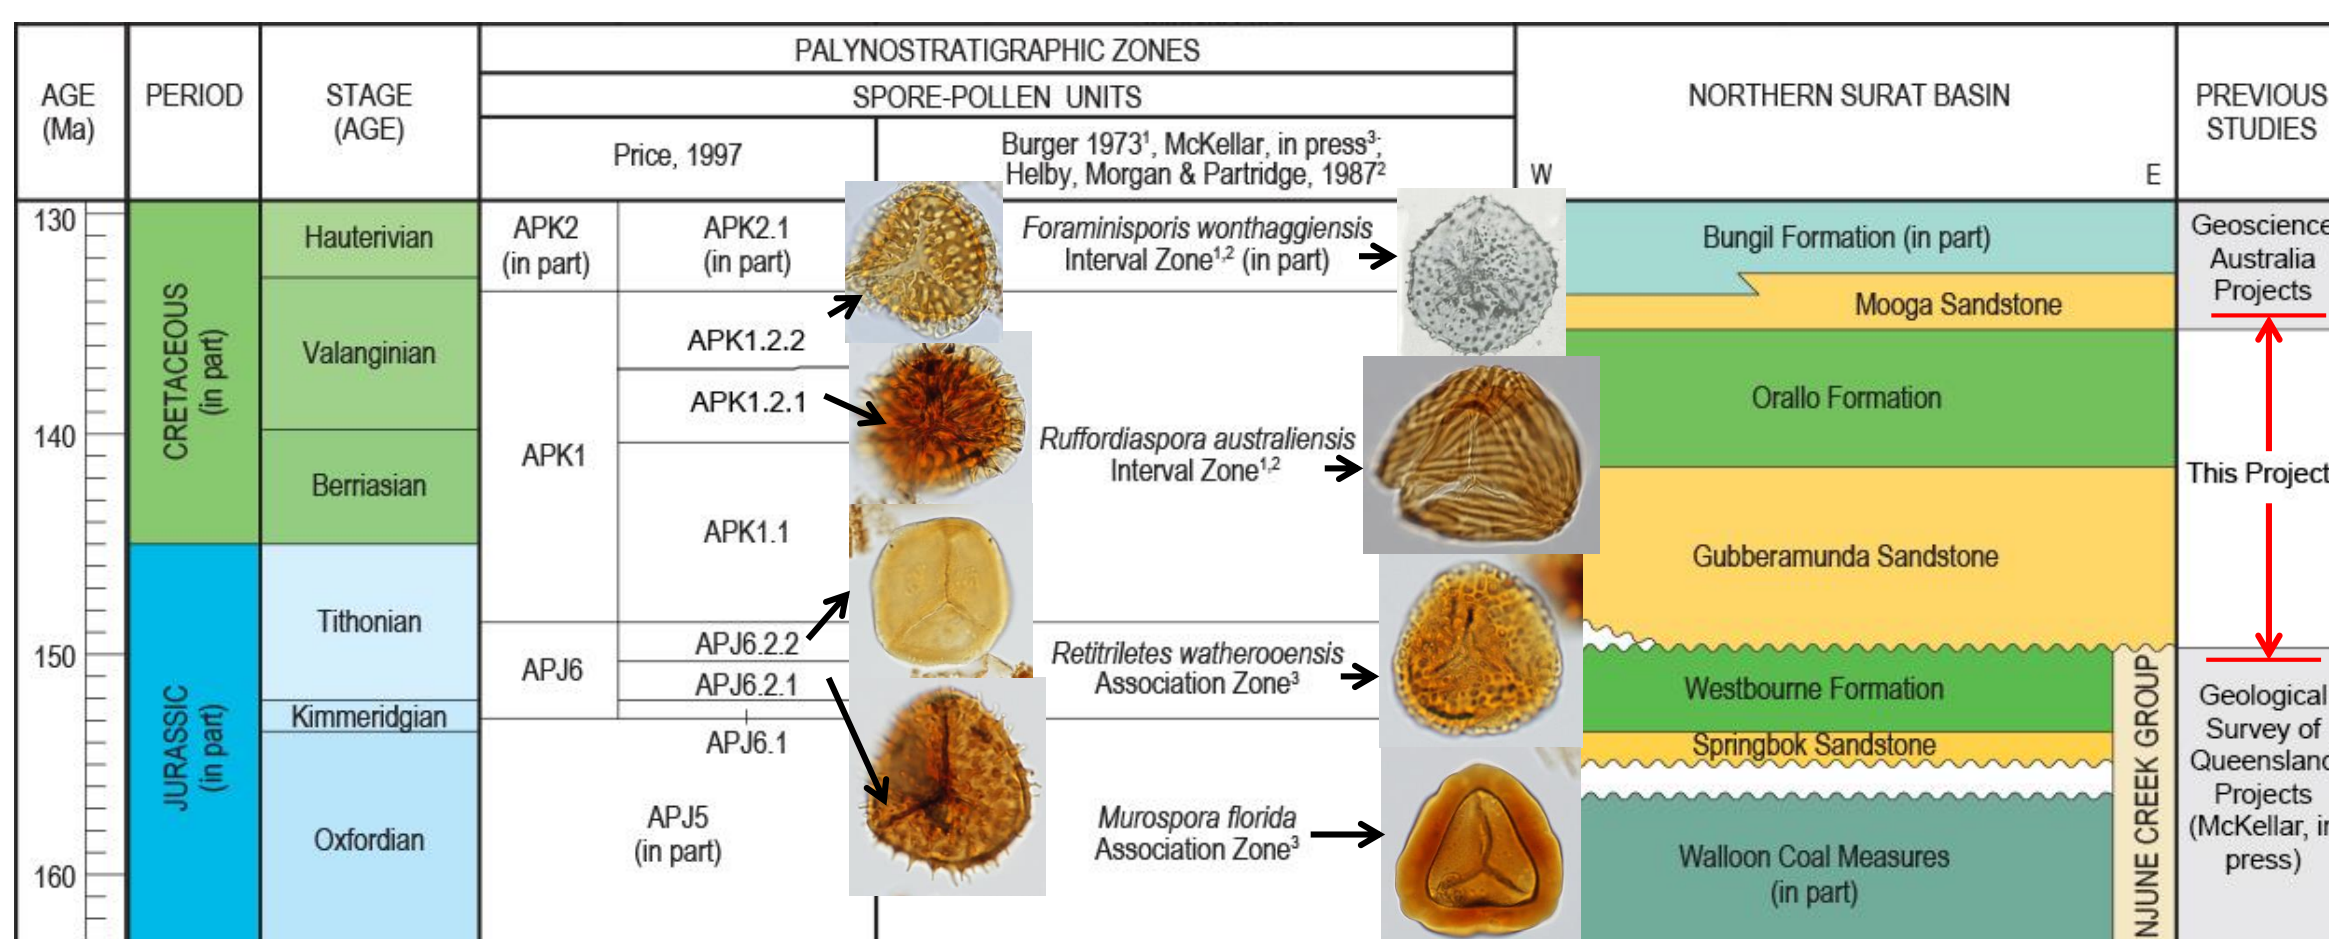 PALYNOSTRATIGRAPHIC ZONES
SPORE-POLLEN UNITS
AGE
(Ma)
PERIOD
STAGE
(AGE)
Price, 1997
Burger 1973¹, McKellar, in press³;
Helby, Morgan & Partridge, 1987²
NORTHERN SURAT BASIN
W
E
PREVIOUS
STUDIES
130
140
150
160
CRETACEOUS
(in part)
JURASSIC
(in part)
Hauterivian
Valanginian
Berriasian
Tithonian
Kimmeridgian
Oxfordian
APK2
(in part)
APK1
APJ6
APK2.1
(in part)
APK1.2.2
APK1.2.1
APK1.1
APJ6.2.2
APJ6.2.1
APJ6.1
APJ5
(in part)
Foraminisporis wonthaggiensis
Interval Zone¹,² (in part)
Ruffordiaspora australiensis
Interval Zone¹,²
Retitriletes watherooensis
Association Zone³
Murospora florida
Association Zone³
Bungil Formation (in part)
Mooga Sandstone
Orallo Formation
Gubberamunda Sandstone
Westbourne Formation
Springbok Sandstone
Walloon Coal Measures
(in part)
NJUNE CREEK GROUP
Geoscience
Australia
Projects
This Project
Geological
Survey of
Queensland
Projects
(McKellar, in
press)